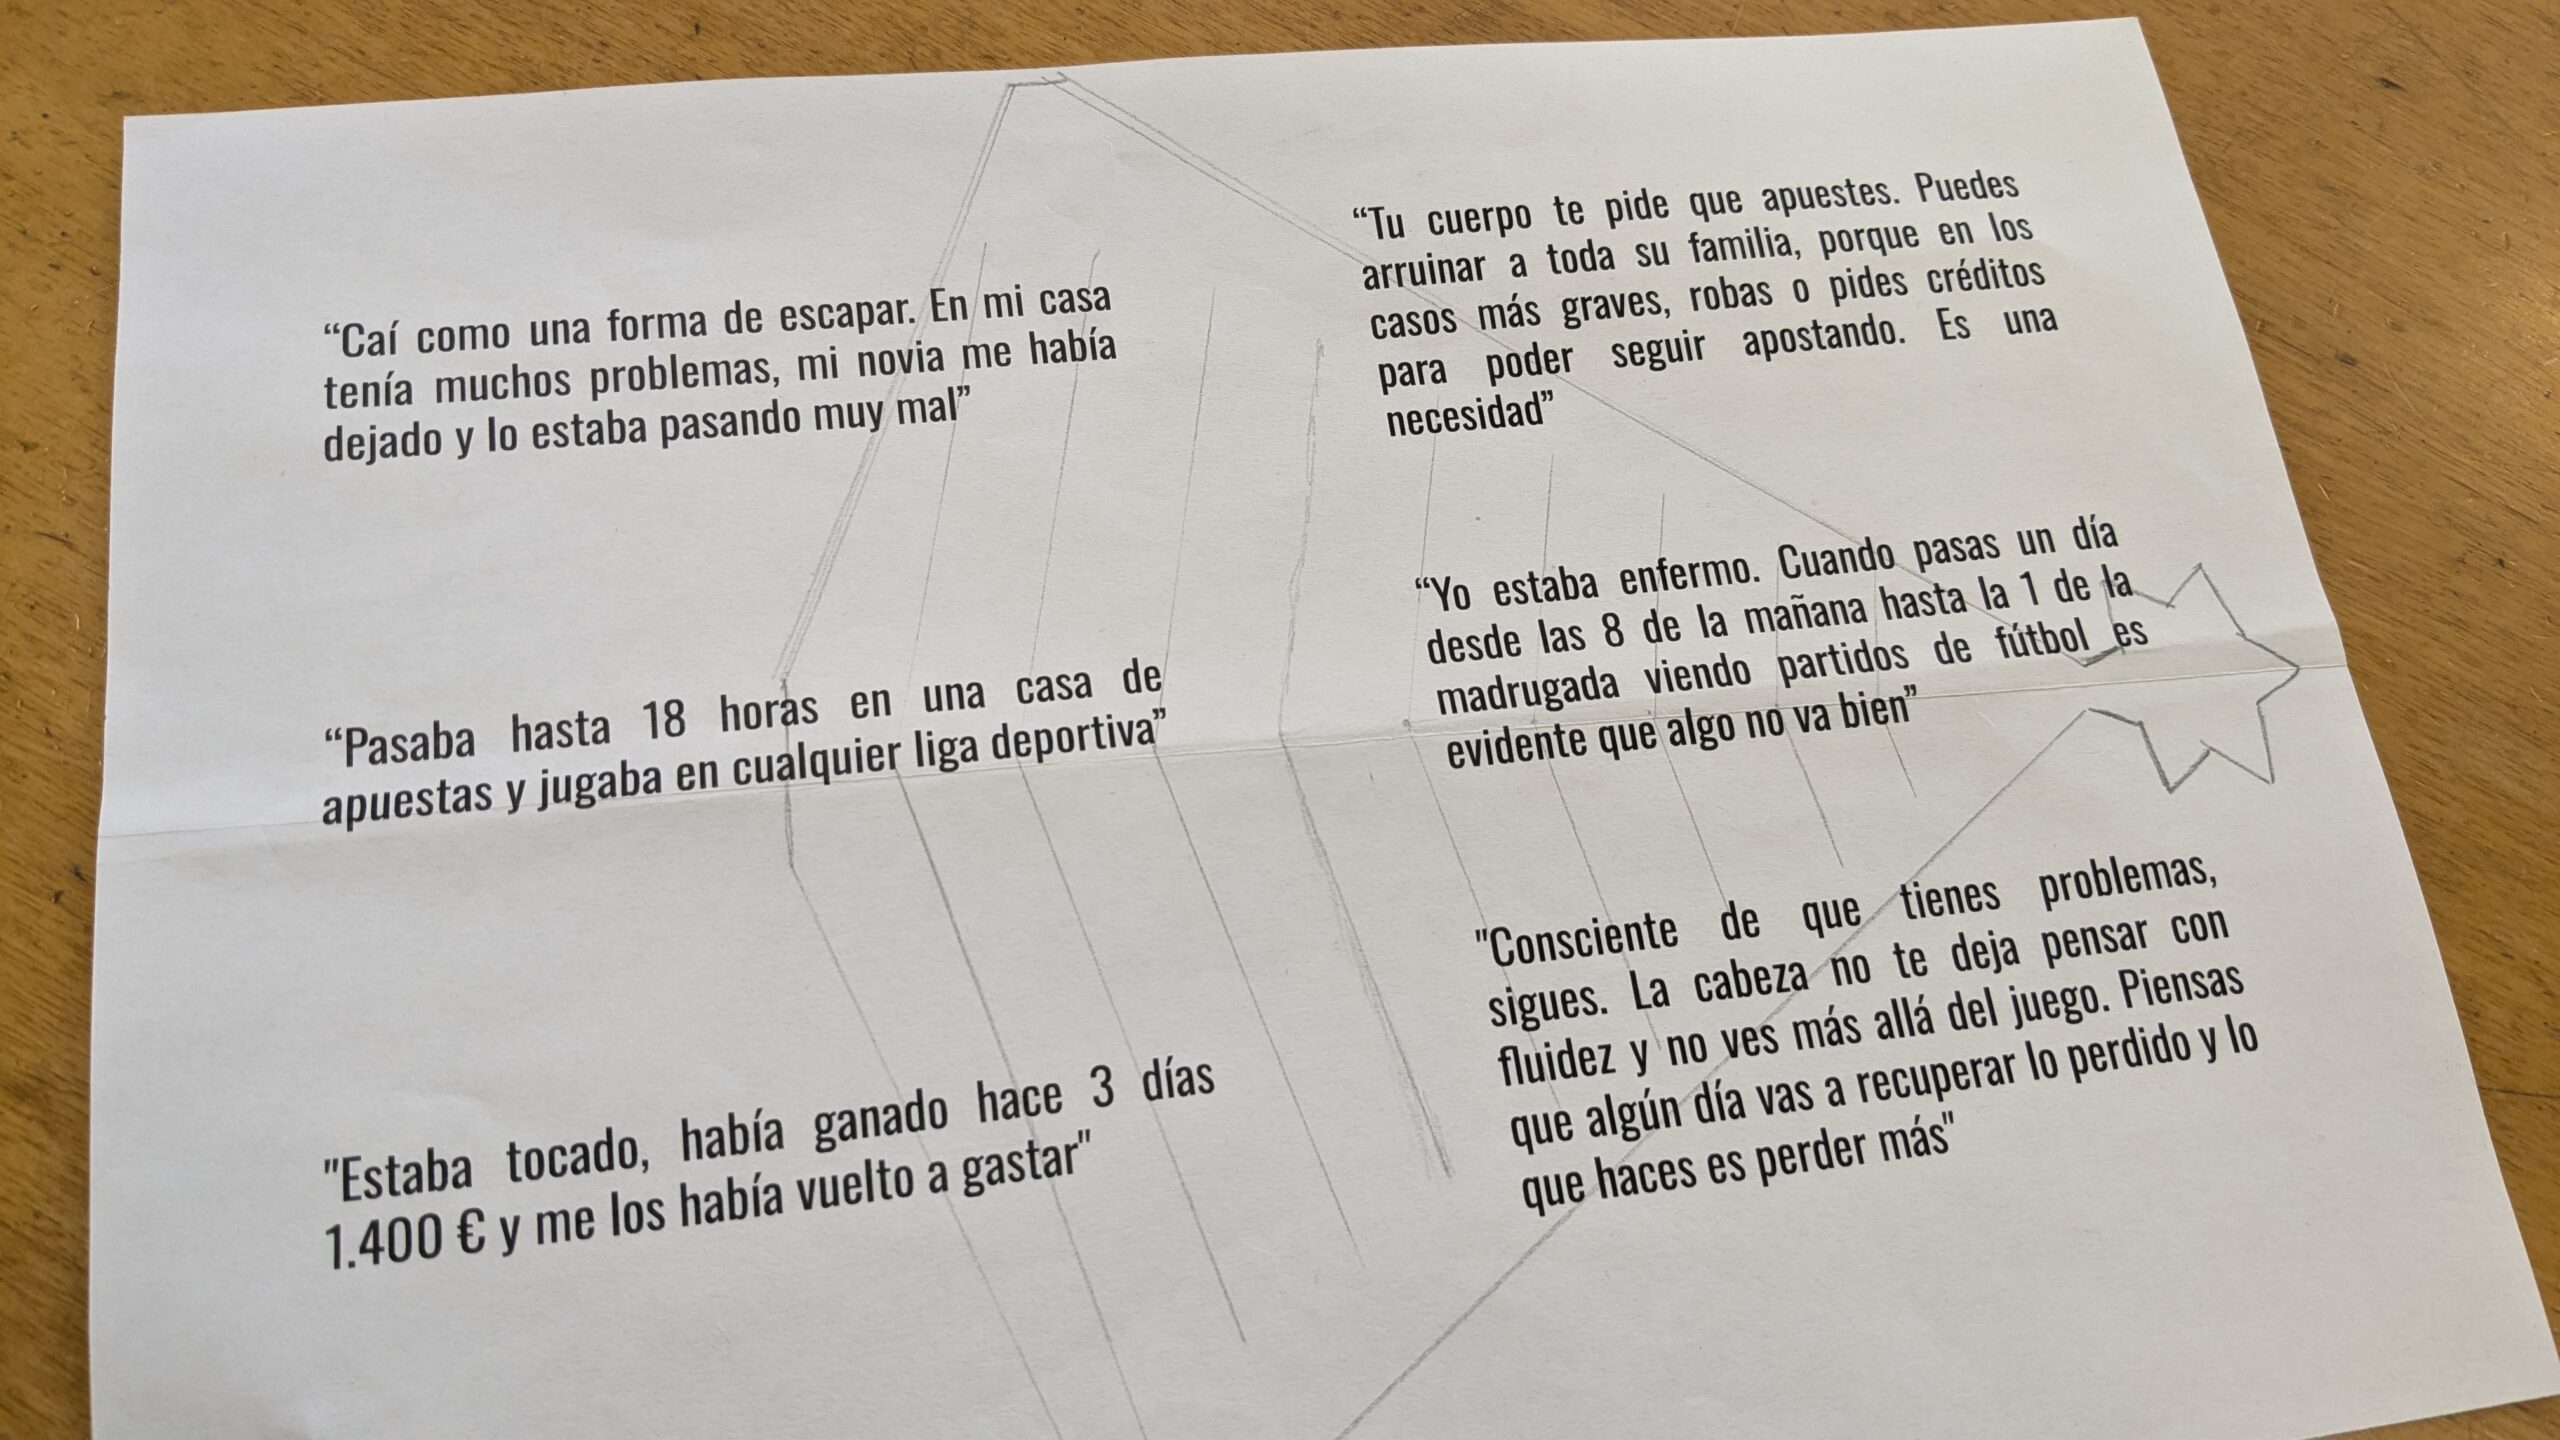 “Caí como una forma de escapar. En mi casa
tenía muchos problemas, mi novia me había
dejado y lo estaba pasando muy mal”
“Pasaba hasta 18 horas en una casa de
apuestas y jugaba en cualquier liga deportiva”
"Estaba tocado, había ganado hace 3 días
1.400 € y me los había vuelto a gastar"
“Tu cuerpo te pide que apuestes. Puedes
arruinar a toda su familia, porque en los
casos más graves, robas o pides créditos
para poder seguir apostando. Es una
necesidad”
“Yo estaba enfermo. Cuando pasas un día
desde las 8 de la mañana hasta la 1 de la
madrugada viendo partidos de fútbol es
evidente que algo no va bien”
"Consciente de que tienes problemas,
sigues. La cabeza no te deja pensar con
fluidez y no ves más allá del juego. Piensas
que algún día vas a recuperar lo perdido y lo
que haces es perder más"